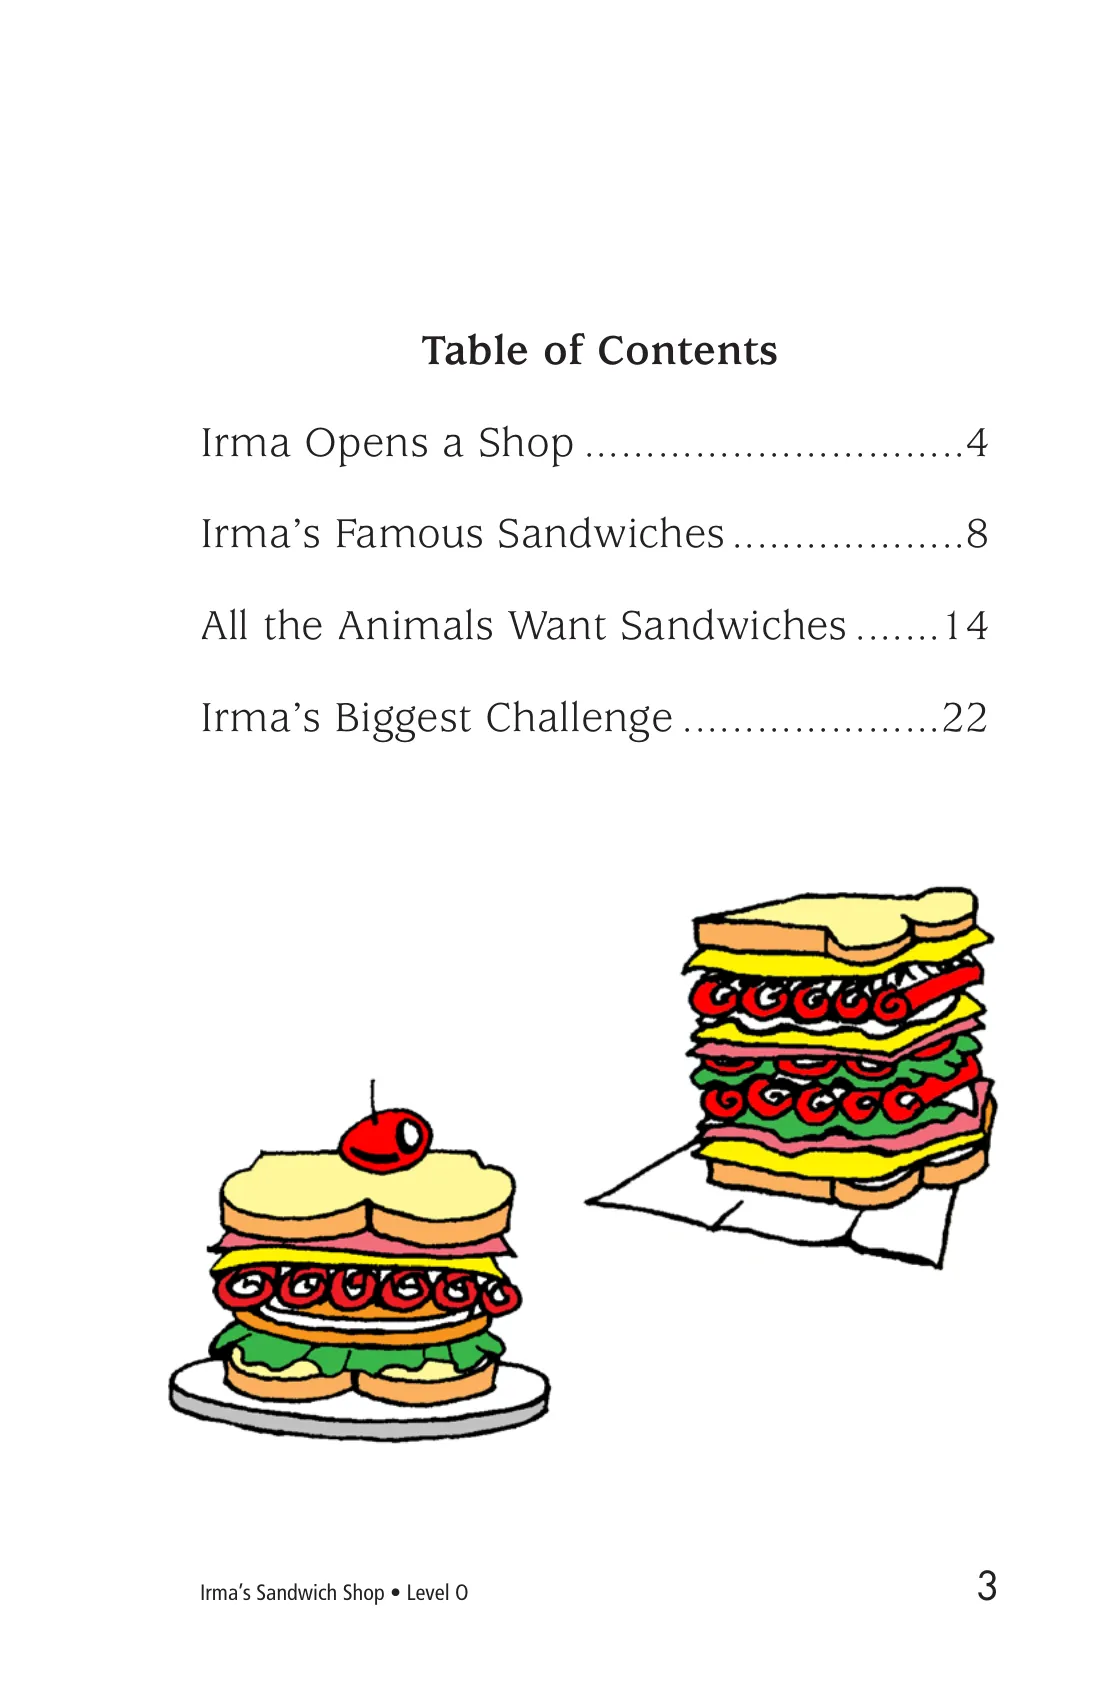 Table of Contents
Irma Opens a Shop ...............................4
Irma’s Famous Sandwiches ...................8
All the Animals Want Sandwiches .......14
Irma’s Biggest Challenge .....................22
Irma’s Sandwich Shop • Level O
3